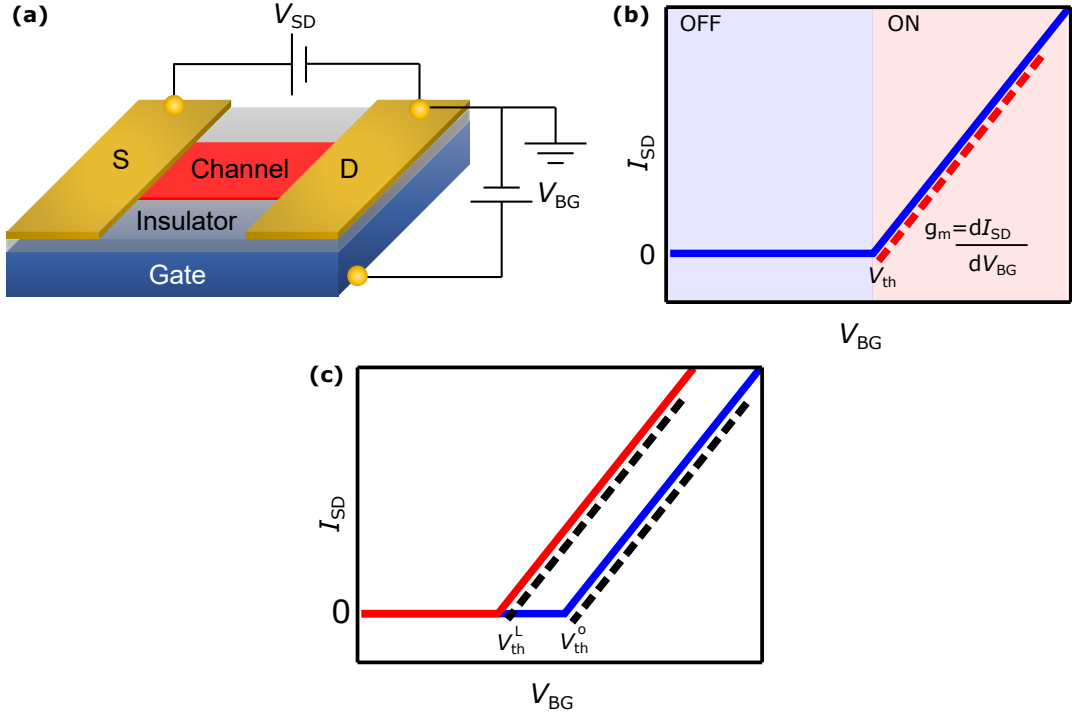 (a)
V_SD
S
Channel
D
Insulator
Gate
V_BG
(b)
OFF
ON
I_SD
0
g_m=dI_SD
dV_BG
V_th
V_BG
(c)
I_SD
0
V_th^L
V_th^o
V_BG